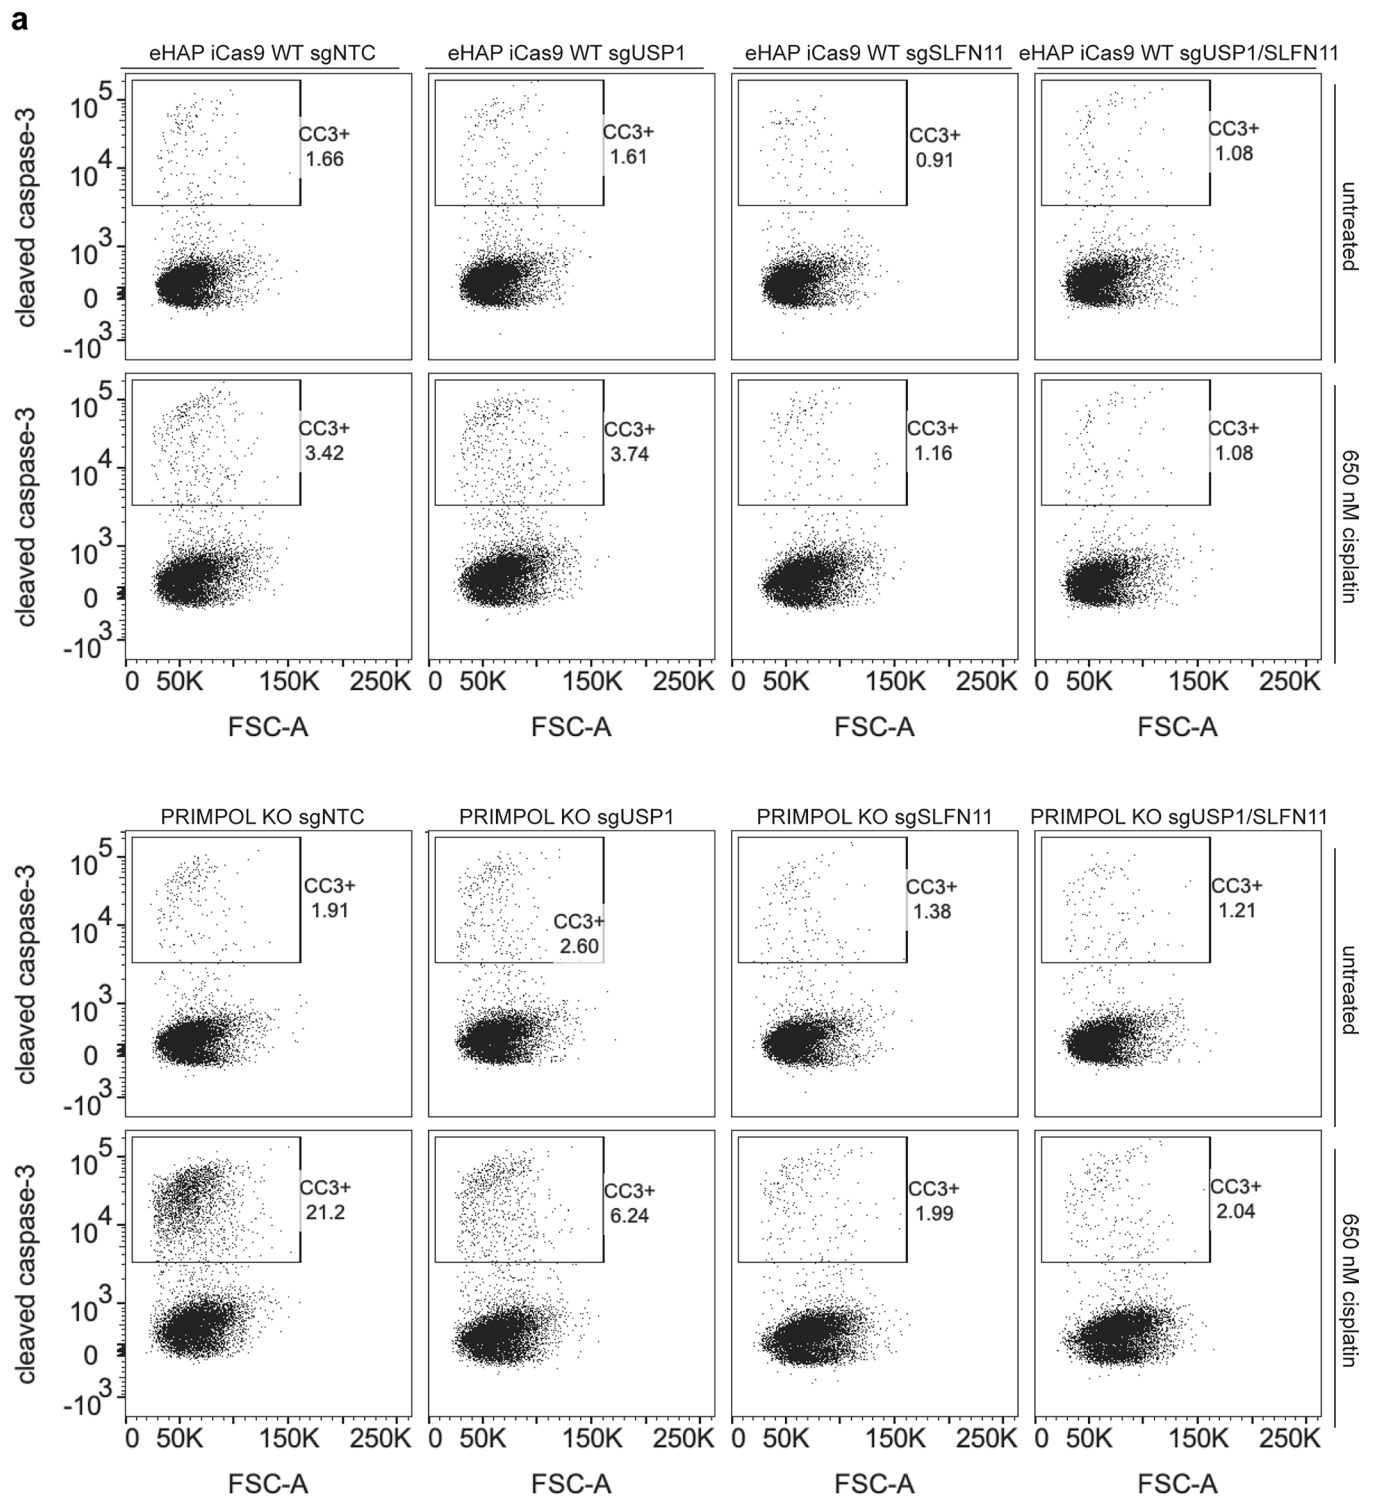 a
eHAP iCas9 WT sgNTC
eHAP iCas9 WT sgUSP1
eHAP iCas9 WT sgSLFN11
eHAP iCas9 WT sgUSP1/SLFN11
cleaved caspase-3
10^5
10^4
10^3
0
-10^3
CC3+
1.66
CC3+
1.61
CC3+
0.91
CC3+
1.08
untreated
cleaved caspase-3
10^5
10^4
10^3
0
-10^3
CC3+
3.42
CC3+
3.74
CC3+
1.16
CC3+
1.08
650 nM cisplatin
0 50K 150K 250K
0 50K 150K 250K
0 50K 150K 250K
0 50K 150K 250K
FSC-A
FSC-A
FSC-A
FSC-A
PRIMPOL KO sgNTC
PRIMPOL KO sgUSP1
PRIMPOL KO sgSLFN11
PRIMPOL KO sgUSP1/SLFN11
cleaved caspase-3
10^5
10^4
10^3
0
-10^3
CC3+
1.91
CC3+
2.60
CC3+
1.38
CC3+
1.21
untreated
cleaved caspase-3
10^5
10^4
10^3
0
-10^3
CC3+
21.2
CC3+
6.24
CC3+
1.99
CC3+
2.04
650 nM cisplatin
0 50K 150K 250K
0 50K 150K 250K
0 50K 150K 250K
0 50K 150K 250K
FSC-A
FSC-A
FSC-A
FSC-A